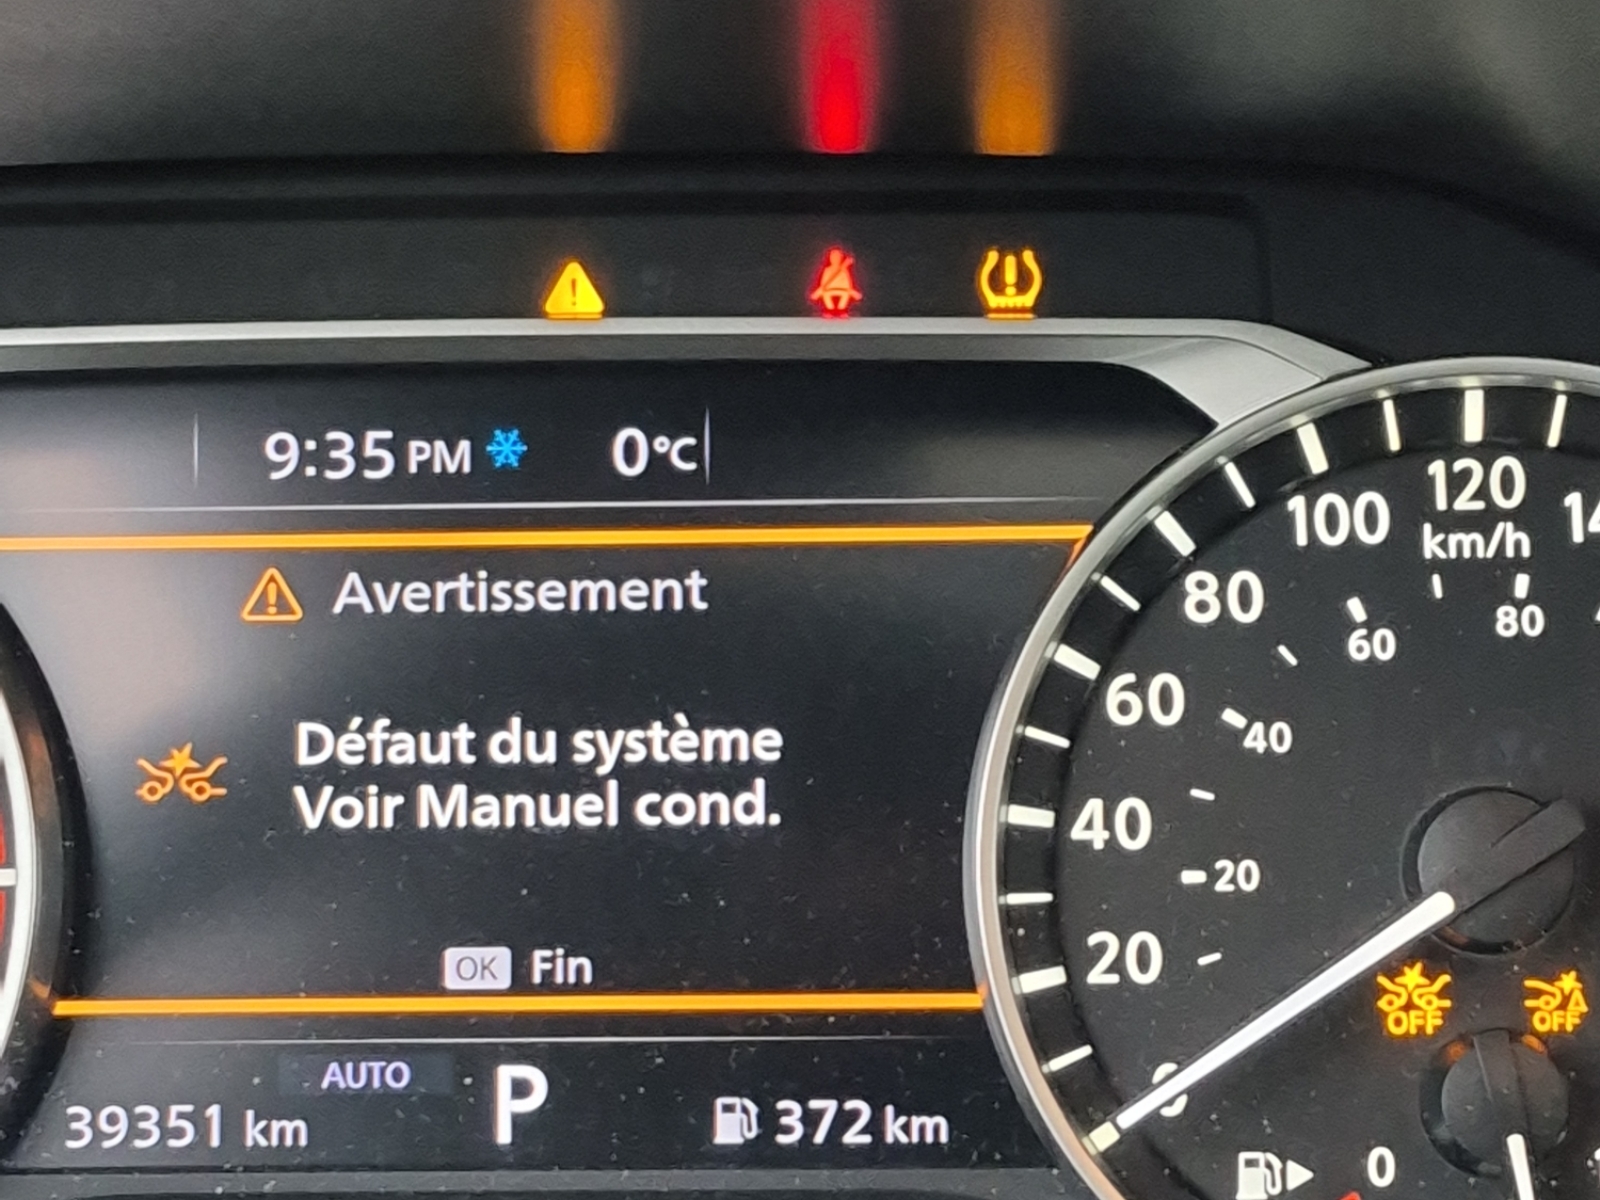 9:35 PM 0°C
Avertissement
Défaut du système
Voir Manuel cond.
OK Fin
AUTO
39351 km P 372 km
120
100
km/h
80
80
60
60
40
40
20
20
OFF OFF
0